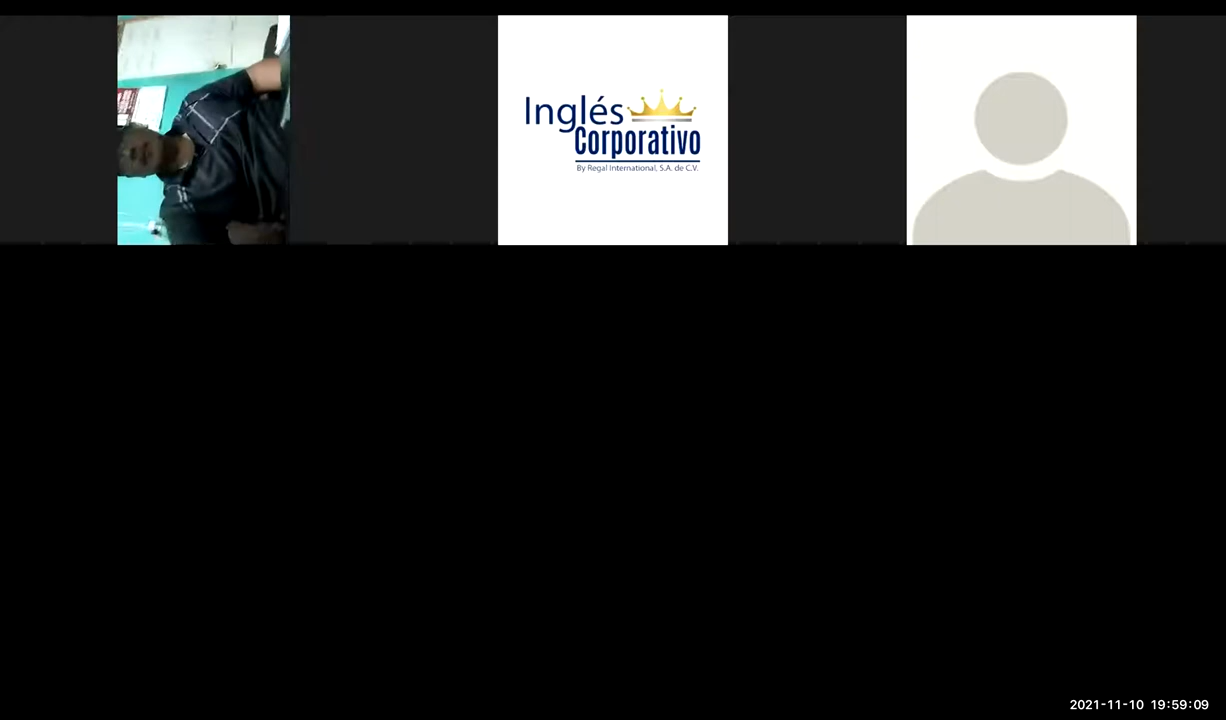 Inglés
Corporativo
By Regal International, S.A. de C.V.
2021-11-10 19:59:09